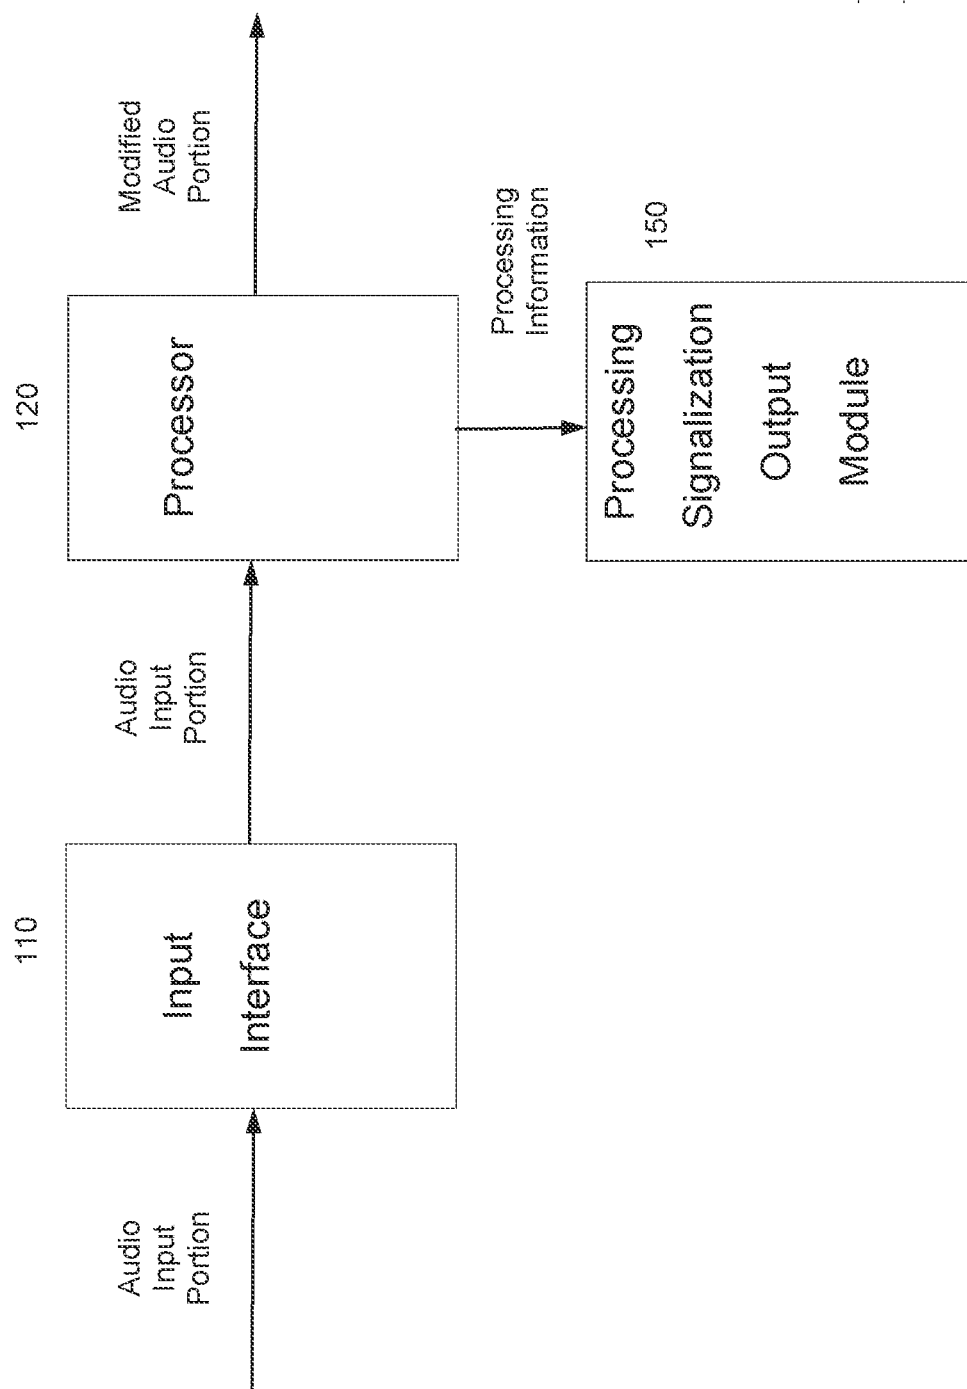 Audio
Input
Portion
110
Input
Interface
Audio
Input
Portion
120
Processor
Modified
Audio
Portion
Processing
Information
150
Processing
Signalization
Output
Module